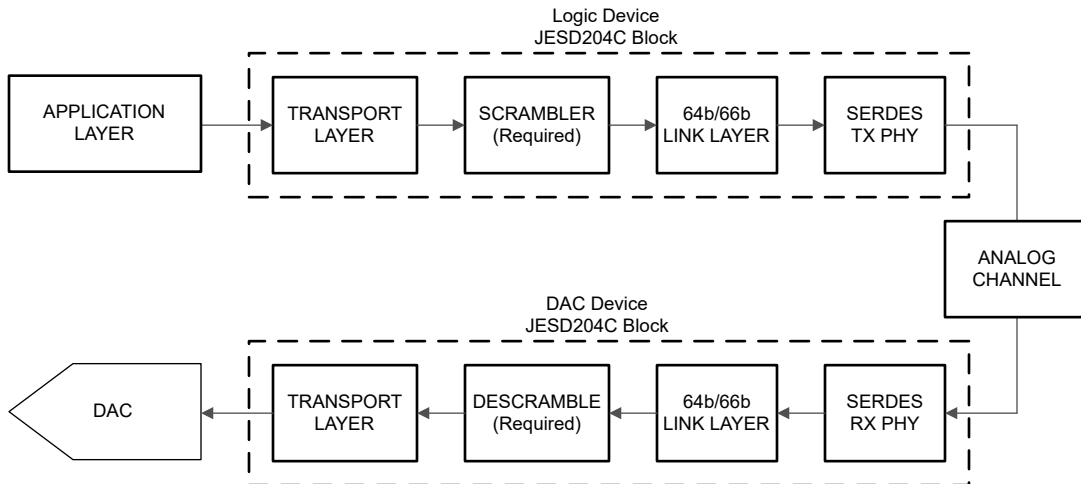 Logic Device
JESD204C Block
APPLICATION
LAYER
TRANSPORT
LAYER
SCRAMBLER
(Required)
64b/66b
LINK LAYER
SERDES
TX PHY
ANALOG
CHANNEL
DAC Device
JESD204C Block
DAC
TRANSPORT
LAYER
DESCRAMBLE
(Required)
64b/66b
LINK LAYER
SERDES
RX PHY